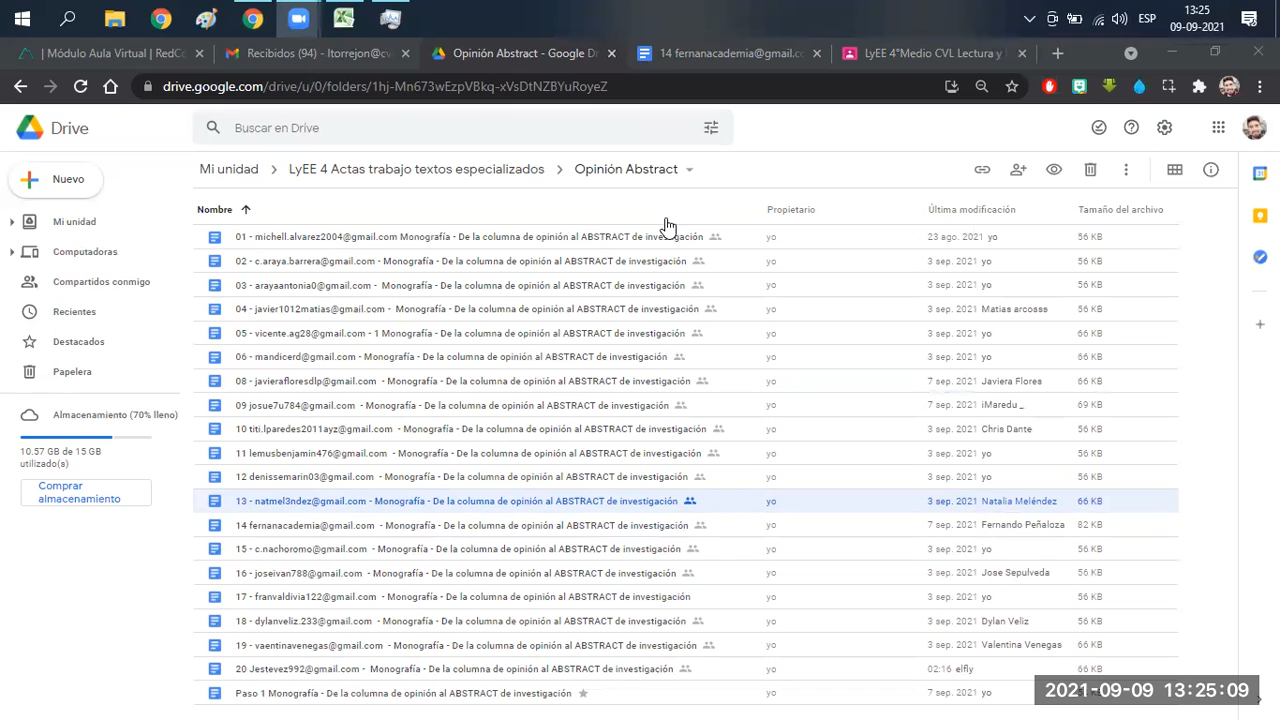 ESP
13:25
09-09-2021
Módulo Aula Virtual | RedCe
Recibidos (94) - ltorrejon@cv
Opinión Abstract - Google Dr
14 fernanacademia@gmail.co
LyEE 4°Medio CVL Lectura y
drive.google.com/drive/u/0/folders/1hj-Mn673wEzpVBkq-xVsDtNZBYuRoyeZ
Drive
Buscar en Drive
Nuevo
Mi unidad
Computadoras
Compartidos conmigo
Recientes
Destacados
Papelera
Almacenamiento (70% lleno)
10.57 GB de 15 GB
utilizado(s)
Comprar
almacenamiento
Mi unidad > LyEE 4 Actas trabajo textos especializados > Opinión Abstract
Nombre Propietario Última modificación Tamaño del archivo
01 - michell.alvarez2004@gmail.com Monografía - De la columna de opinión al ABSTRACT de investigación yo 23 ago. 2021 yo 56 KB
02 - c.araya.barrera@gmail.com - Monografía - De la columna de opinión al ABSTRACT de investigación yo 3 sep. 2021 yo 56 KB
03 - arayaantonia0@gmail.com - Monografía - De la columna de opinión al ABSTRACT de investigación yo 3 sep. 2021 yo 56 KB
04 - javier1012matias@gmail.com - Monografía - De la columna de opinión al ABSTRACT de investigación yo 3 sep. 2021 Matias arcosss 56 KB
05 - vicente.ag28@gmail.com - 1 Monografía - De la columna de opinión al ABSTRACT de investigación yo 3 sep. 2021 yo 56 KB
06 - mandicerd@gmail.com - Monografía - De la columna de opinión al ABSTRACT de investigación yo 3 sep. 2021 yo 56 KB
08 - javierafloresdlp@gmail.com - Monografía - De la columna de opinión al ABSTRACT de investigación yo 7 sep. 2021 Javiera Flores 66 KB
09 josue7u784@gmail.com - Monografía - De la columna de opinión al ABSTRACT de investigación yo 7 sep. 2021 iMaredu _ 69 KB
10 titi.lparedes2011ayz@gmail.com - Monografía - De la columna de opinión al ABSTRACT de investigación yo 3 sep. 2021 Chris Dante 66 KB
11 lemusbenjamin476@gmail.com - Monografía - De la columna de opinión al ABSTRACT de investigación yo 3 sep. 2021 yo 56 KB
12 denissemarin03@gmail.com - Monografía - De la columna de opinión al ABSTRACT de investigación yo 3 sep. 2021 yo 56 KB
13 - natmel3ndez@gmail.com - Monografía - De la columna de opinión al ABSTRACT de investigación yo 3 sep. 2021 Natalia Meléndez 66 KB
14 fernanacademia@gmail.com - Monografía - De la columna de opinión al ABSTRACT de investigación yo 7 sep. 2021 Fernando Peñaloza 82 KB
15 - c.nachoromo@gmail.com - Monografía - De la columna de opinión al ABSTRACT de investigación yo 3 sep. 2021 yo 56 KB
16 - joseivan788@gmail.com - Monografía - De la columna de opinión al ABSTRACT de investigación yo 3 sep. 2021 Jose Sepulveda 56 KB
17 - franvaldivia122@gmail.com - Monografía - De la columna de opinión al ABSTRACT de investigación yo 3 sep. 2021 yo 56 KB
18 - dylanveliz.233@gmail.com - Monografía - De la columna de opinión al ABSTRACT de investigación yo 3 sep. 2021 Dylan Veliz 56 KB
19 - vaentinavenegas@gmail.com - Monografía - De la columna de opinión al ABSTRACT de investigación yo 3 sep. 2021 Valentina Venegas 56 KB
20 Jestevez992@gmail.com - Monografía - De la columna de opinión al ABSTRACT de investigación yo 02:16 elfly 56 KB
Paso 1 Monografía - De la columna de opinión al ABSTRACT de investigación yo 7 sep. 2021 yo
2021-09-09 13:25:09